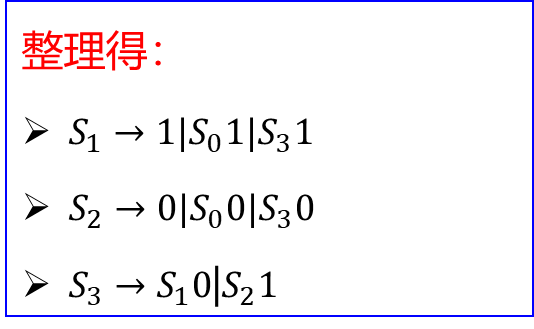 整理得：
➢ S₁ → 1|S₀1|S₃1
➢ S₂ → 0|S₀0|S₃0
➢ S₃ → S₁0|S₂1